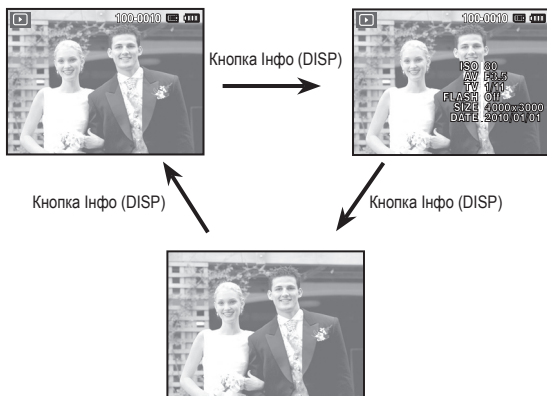 100-0010
Кнопка Інфо (DISP)
100-0010
ISO 80
AV F3.5
TV 1/11
FLASH Off
SIZE 4000x3000
DATE 2010/01/01
Кнопка Інфо (DISP)
Кнопка Інфо (DISP)